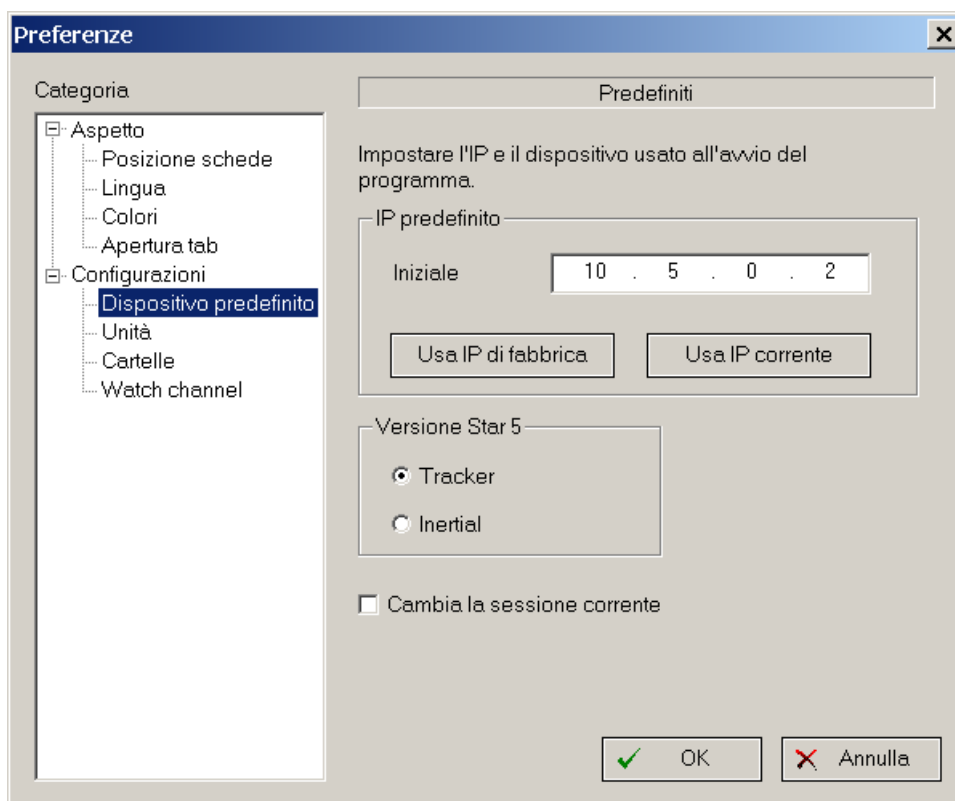 Preferenze
Categoria
Aspetto
Posizione schede
Lingua
Colori
Apertura tab
Configurazioni
Dispositivo predefinito
Unità
Cartelle
Watch channel
Predefiniti
Impostare l'IP e il dispositivo usato all'avvio del
programma.
IP predefinito
Iniziale 10 . 5 . 0 . 2
Usa IP di fabbrica Usa IP corrente
Versione Star 5
Tracker
Inertial
Cambia la sessione corrente
OK Annulla